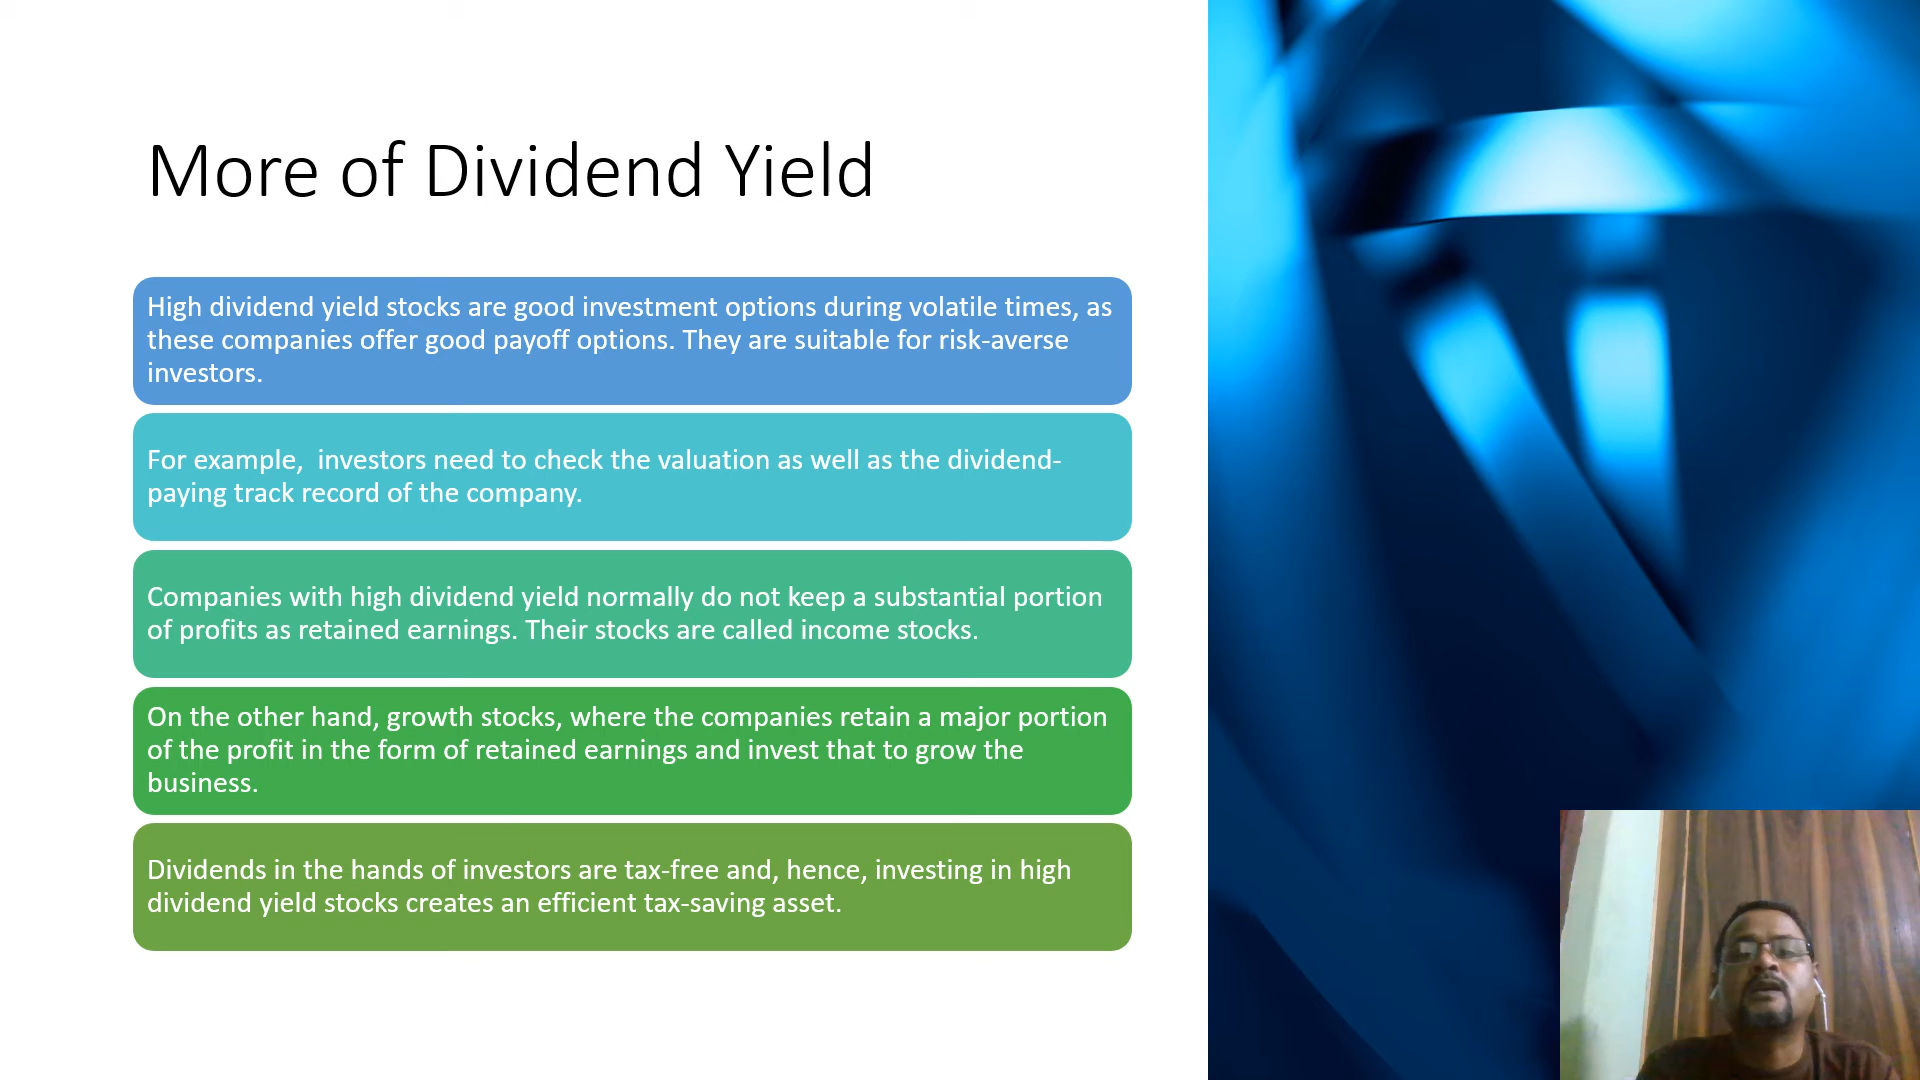 More of Dividend Yield
High dividend yield stocks are good investment options during volatile times, as
these companies offer good payoff options. They are suitable for risk-averse
investors.
For example,  investors need to check the valuation as well as the dividend-
paying track record of the company.
Companies with high dividend yield normally do not keep a substantial portion
of profits as retained earnings. Their stocks are called income stocks.
On the other hand, growth stocks, where the companies retain a major portion
of the profit in the form of retained earnings and invest that to grow the
business.
Dividends in the hands of investors are tax-free and, hence, investing in high
dividend yield stocks creates an efficient tax-saving asset.